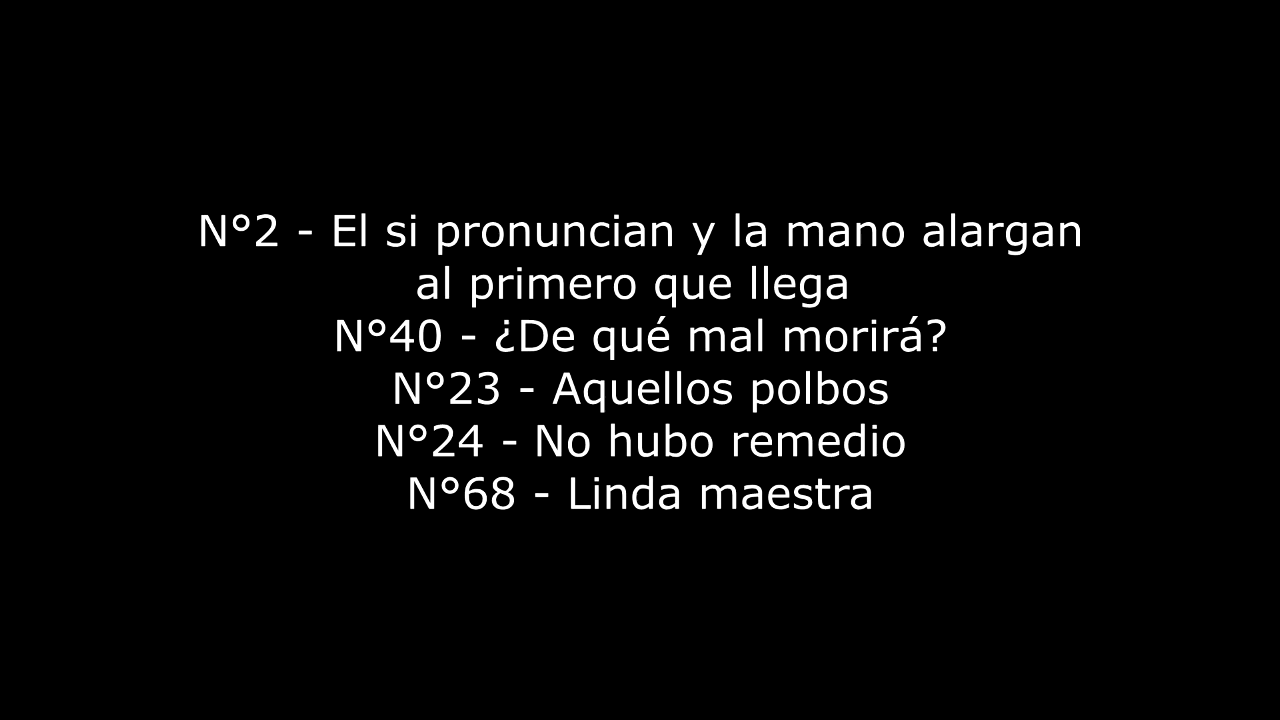 N°2 - El si pronuncian y la mano alargan
al primero que llega
N°40 - ¿De qué mal morirá?
N°23 - Aquellos polbos
N°24 - No hubo remedio
N°68 - Linda maestra